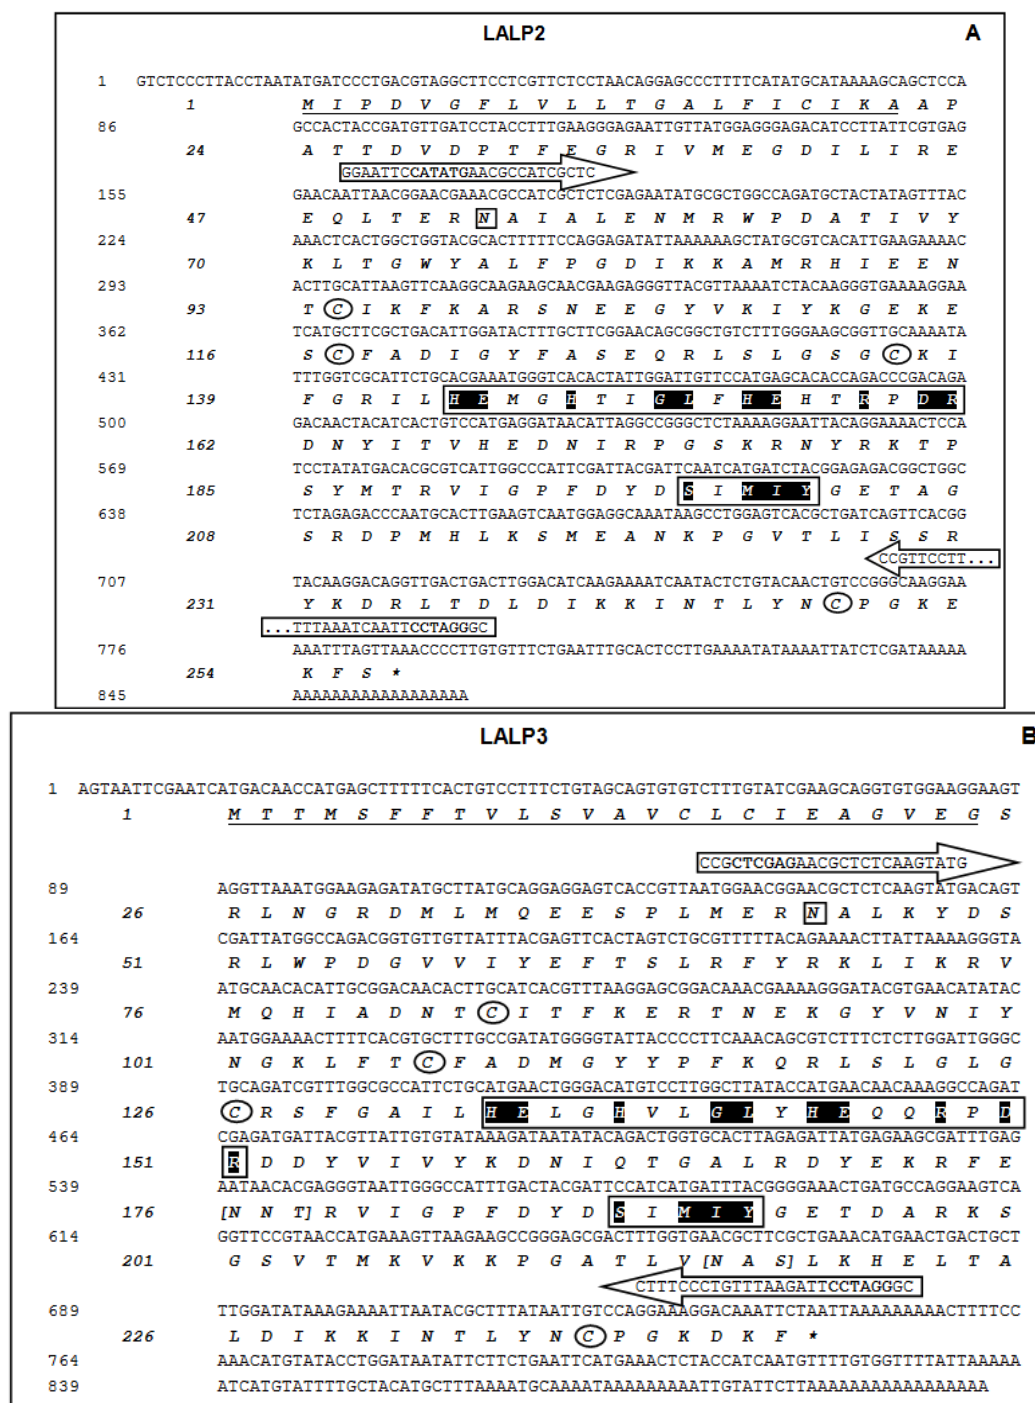 LALP2 A
1 GTCTCCCTTACCTAATATGATCCCTGACGTAGGCTTCCTCGTTCTCCTAACAGGAGCCCTTTTCATATGCATAAAAGCAGCTCCA
1 M I P D V G F L V L L T G A L F I C I K A A P
86 GCCACTACCGATGTTGATCCTACCTTTGAAGGGAGAATTGTTATGGAGGGAGACATCCTTATTCGTGAG
24 A T T D V D P T F E G R I V M E G D I L I R E
GGAATTCCATATGAACGCCATCGCTC
155 GAACAATTAACGGAACGAAACGCCATCGCTCTCGAGAATATGCGCTGGCCAGATGCTACTATAGTTTAC
47 E Q L T E R N A I A L E N M R W P D A T I V Y
224 AAACTCACTGGCTGGTACGCACTTTTTCCAGGAGATATTAAAAAAGCTATGCGTCACATTGAAGAAAAC
70 K L T G W Y A L F P G D I K K A M R H I E E N
293 ACTTGCATTAAGTTCAAGGCAAGAAGCAACGAAGAGGGTTACGTTAAAATCTACAAGGGTGAAAAGGAA
93 T C I K F K A R S N E E G Y V K I Y K G E K E
362 TCATGCTTCGCTGACATTGGATACTTTGCTTCGGAACAGCGGCTGTCTTTGGGAAGCGGTTGCAAAATA
116 S C F A D I G Y F A S E Q R L S L G S G C K I
431 TTTGGTCGCATTCTGCACGAAATGGGTCACACTATTGGATTGTTCCATGAGCACACCAGACCCGACAGA
139 F G R I L H E M G H T I G L F H E H T R P D R
500 GACAACTACATCACTGTCCATGAGGATAACATTAGGCCGGGCTCTAAAAGGAATTACAGGAAAACTCCA
162 D N Y I T V H E D N I R P G S K R N Y R K T P
569 TCCTATATGACACGCGTCATTGGCCCATTCGATTACGATTCAATCATGATCTACGGAGAGACGGCTGGC
185 S Y M T R V I G P F D Y D S I M I Y G E T A G
638 TCTAGAGACCCAATGCACTTGAAGTCAATGGAGGCAAATAAGCCTGGAGTCACGCTGATCAGTTCACGG
208 S R D P M H L K S M E A N K P G V T L I S S R
CCGTTCCTT...
707 TACAAGGACAGGTTGACTGACTTGGACATCAAGAAAATCAATACTCTGTACAACTGTCCGGGCAAGGAA
231 Y K D R L T D L D I K K I N T L Y N C P G K E
...TTTAAATCAATTCCTAGGGC
776 AAATTTAGTTAAACCCCTTGTGTTTCTGAATTTGCACTCCTTGAAAATATAAAATTATCTCGATAAAAA
254 K F S *
845 AAAAAAAAAAAAAAAAAA
LALP3 B
1 AGTAATTCGAATCATGACAACCATGAGCTTTTTCACTGTCCTTTCTGTAGCAGTGTGTCTTTGTATCGAAGCAGGTGTGGAAGGAAGT
1 M T T M S F F T V L S V A V C L C I E A G V E G S
CCGCTCGAGAACGCTCTCAAGTATG
89 AGGTTAAATGGAAGAGATATGCTTATGCAGGAGGAGTCACCGTTAATGGAACGGAACGCTCTCAAGTATGACAGT
26 R L N G R D M L M Q E E S P L M E R N A L K Y D S
164 CGATTATGGCCAGACGGTGTTGTTATTTACGAGTTCACTAGTCTGCGTTTTTACAGAAAACTTATTAAAAGGGTA
51 R L W P D G V V I Y E F T S L R F Y R K L I K R V
239 ATGCAACACATTGCGGACAACACTTGCATCACGTTTAAGGAGCGGACAAACGAAAAGGGATACGTGAACATATAC
76 M Q H I A D N T C I T F K E R T N E K G Y V N I Y
314 AATGGAAAACTTTTCACGTGCTTTGCCGATATGGGGTATTACCCCTTCAAACAGCGTCTTTCTCTTGGATTGGGC
101 N G K L F T C F A D M G Y Y P F K Q R L S L G L G
389 TGCAGATCGTTTGGCGCCATTCTGCATGAACTGGGACATGTCCTTGGCTTATACCATGAACAACAAAGGCCAGAT
126 C R S F G A I L H E L G H V L G L Y H E Q Q R P D
464 CGAGATGATTACGTTATTGTGTATAAAGATAATATACAGACTGGTGCACTTAGAGATTATGAGAAGCGATTTGAG
151 R D D Y V I V Y K D N I Q T G A L R D Y E K R F E
539 AATAACACGAGGGTAATTGGGCCATTTGACTACGATTCCATCATGATTTACGGGGAAACTGATGCCAGGAAGTCA
176 [N N T] R V I G P F D Y D S I M I Y G E T D A R K S
614 GGTTCCGTAACCATGAAAGTTAAGAAGCCGGGAGCGACTTTGGTGAACGCTTCGCTGAAACATGAACTGACTGCT
201 G S V T M K V K K P G A T L V [N A S] L K H E L T A
CTTTCCCTGTTTAAGATTCCTAGGGC
689 TTGGATATAAAGAAAATTAATACGCTTTATAATTGTCCAGGAAAGGACAAATTCTAATTAAAAAAAAACTTTTCC
226 L D I K K I N T L Y N C P G K D K F *
764 AAACATGTATACCTGGATAATATTCTTCTGAATTCATGAAACTCTACCATCAATGTTTTGTGGTTTTATTAAAAA
839 ATCATGTATTTTGCTACATGCTTTAAAATGCAAAATAAAAAAAAATTGTATTCTTAAAAAAAAAAAAAAAAA